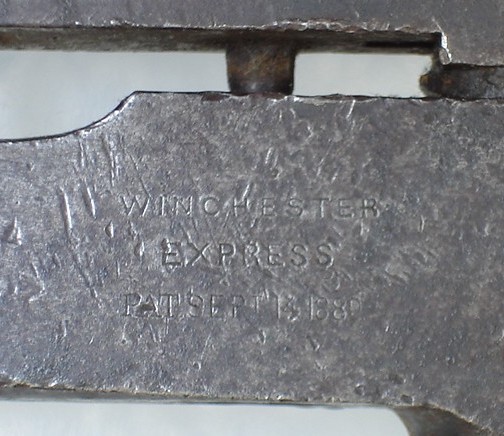 WINCHESTER
EXPRESS
PAT. SEPT. 14, 1880